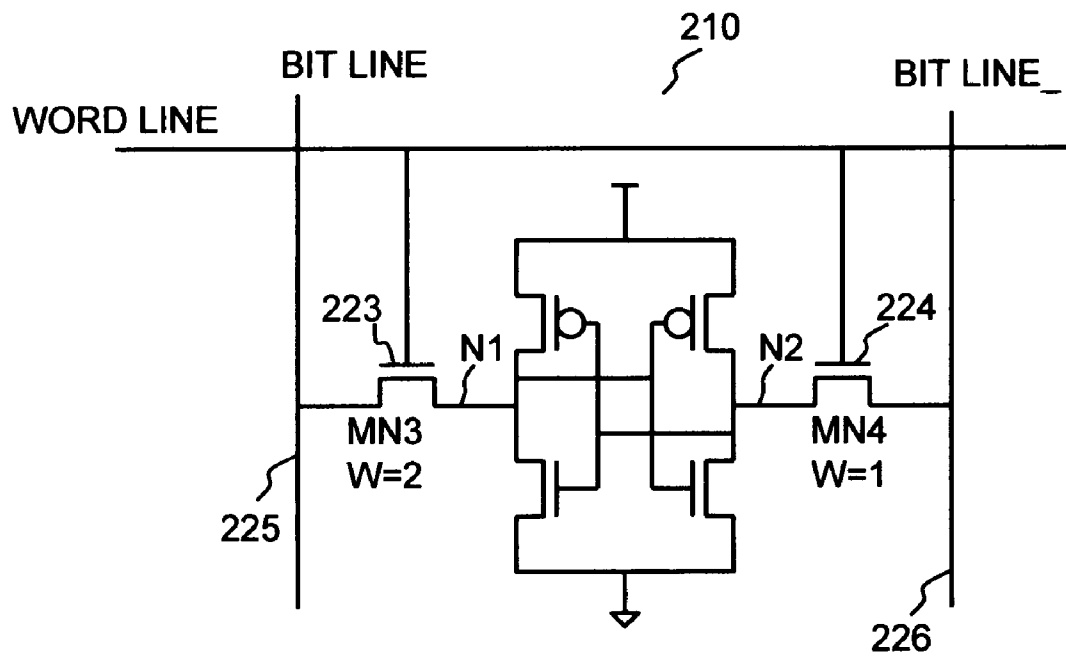 210
BIT LINE
BIT LINE_
WORD LINE
223
224
N1
N2
MN3
W=2
MN4
W=1
225
226